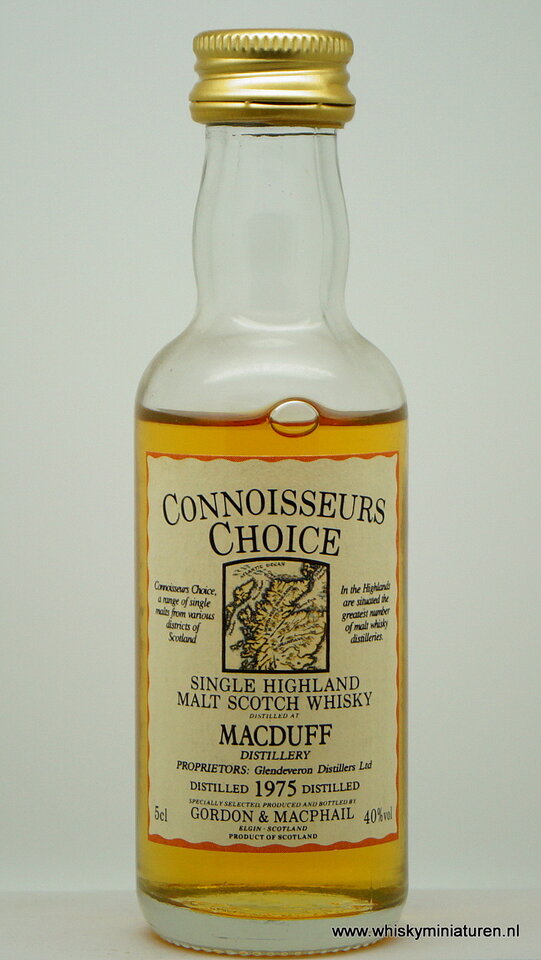 CONNOISSEURS
CHOICE
ATLANTIC OCEAN
Connoisseurs Choice,
a range of single
malts from various
districts of
Scotland
In the Highlands
are situated the
greatest number
of malt whisky
distilleries.
SINGLE HIGHLAND
MALT SCOTCH WHISKY
DISTILLED AT
MACDUFF
DISTILLERY
PROPRIETORS: Glendeveron Distillers Ltd
DISTILLED 1975 DISTILLED
SPECIALLY SELECTED, PRODUCED AND BOTTLED BY
5cl GORDON & MACPHAIL 40%vol
ELGIN - SCOTLAND
PRODUCT OF SCOTLAND
www.whiskyminiaturen.nl